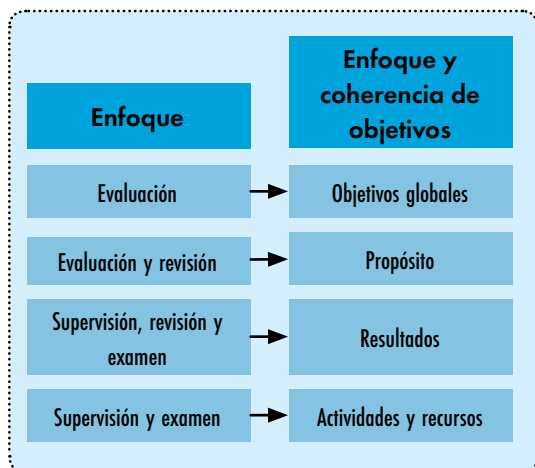 Enfoque
Enfoque y
coherencia de
objetivos
Evaluación
Objetivos globales
Evaluación y revisión
Propósito
Supervisión, revisión y
examen
Resultados
Supervisión y examen
Actividades y recursos